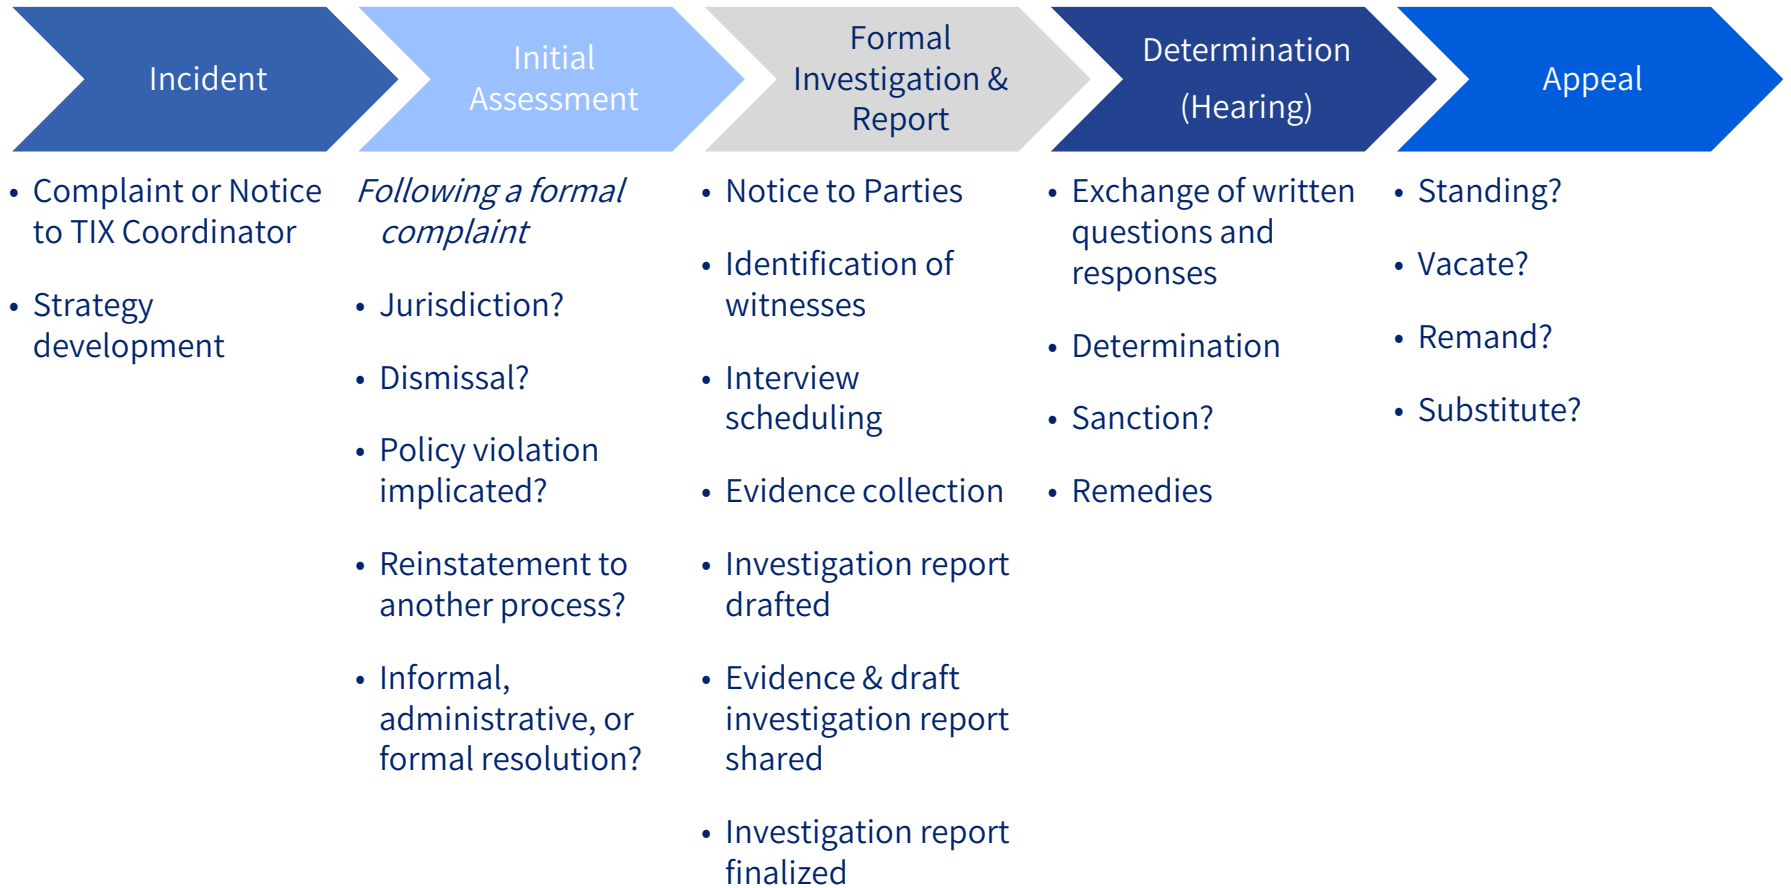 Incident
Initial
Assessment
Formal
Investigation &
Report
Determination
(Hearing)
Appeal
• Complaint or Notice
to TIX Coordinator
• Strategy
development
Following a formal
complaint
• Jurisdiction?
• Dismissal?
• Policy violation
implicated?
• Reinstatement to
another process?
• Informal,
administrative, or
formal resolution?
• Notice to Parties
• Identification of
witnesses
• Interview
scheduling
• Evidence collection
• Investigation report
drafted
• Evidence & draft
investigation report
shared
• Investigation report
finalized
• Exchange of written
questions and
responses
• Determination
• Sanction?
• Remedies
• Standing?
• Vacate?
• Remand?
• Substitute?